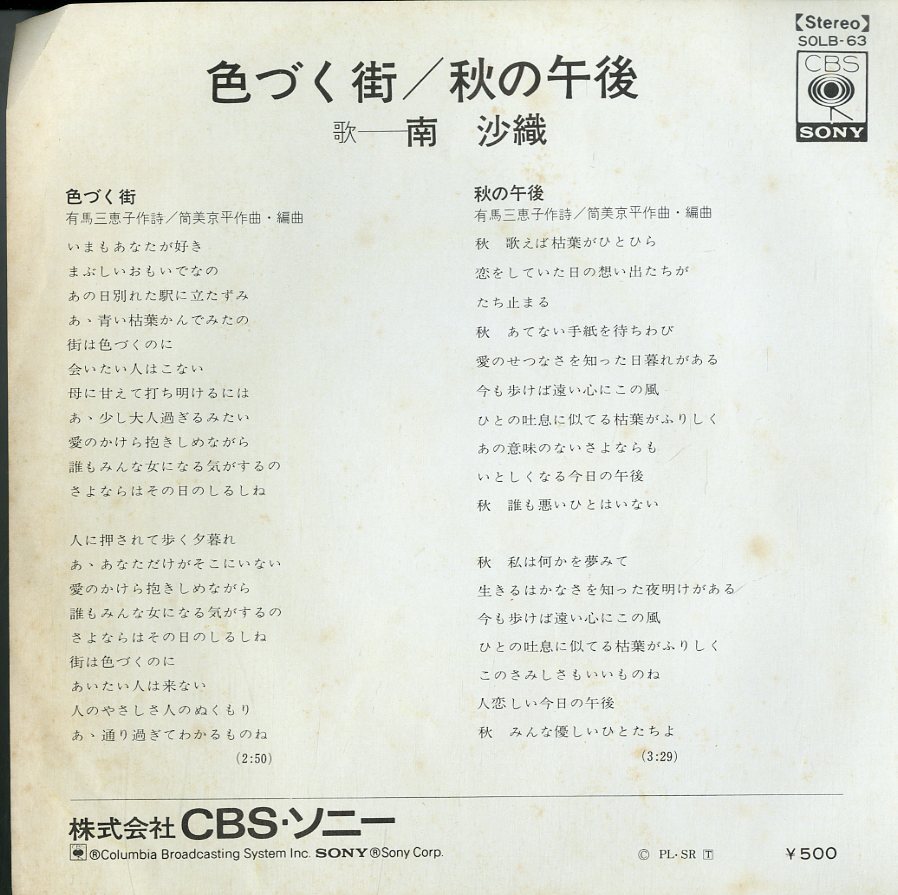 【Stereo】
SOLB-63
CBS
SONY
色づく街／秋の午後
歌──南　沙織
色づく街
有馬三恵子作詩／筒美京平作曲・編曲
いまもあなたが好き
まぶしいおもいでなの
あの日別れた駅に立たずみ
あゝ青い枯葉かんでみたの
街は色づくのに
会いたい人はこない
母に甘えて打ち明けるには
あゝ少し大人過ぎるみたい
愛のかけら抱きしめながら
誰もみんな女になる気がするの
さよならはその日のしるしね
人に押されて歩く夕暮れ
あゝあなただけがそこにいない
愛のかけら抱きしめながら
誰もみんな女になる気がするの
さよならはその日のしるしね
街は色づくのに
あいたい人は来ない
人のやさしさ人のぬくもり
あゝ通り過ぎてわかるものね
(2:50)
秋の午後
有馬三恵子作詩／筒美京平作曲・編曲
秋　歌えば枯葉がひとひら
恋をしていた日の想い出たちが
たち止まる
秋　あてない手紙を待ちわび
愛のせつなさを知った日暮れがある
今も歩けば遠い心にこの風
ひとの吐息に似てる枯葉がふりしく
あの意味のないさよならも
いとしくなる今日の午後
秋　誰も悪いひとはいない
秋　私は何かを夢みて
生きるはかなさを知った夜明けがある
今も歩けば遠い心にこの風
ひとの吐息に似てる枯葉がふりしく
このさみしさもいいものね
人恋しい今日の午後
秋　みんな優しいひとたちよ
(3:29)
株式会社CBS・ソニー
®Columbia Broadcasting System Inc. SONY ®Sony Corp.
© PL・SR T
¥500